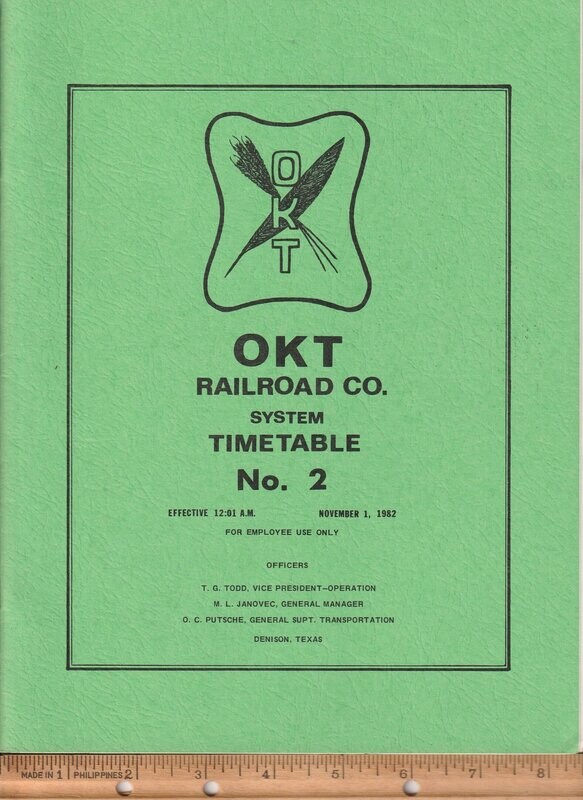 O
K
T
OKT
RAILROAD CO.
SYSTEM
TIMETABLE
No. 2
EFFECTIVE 12:01 A.M. NOVEMBER 1, 1982
FOR EMPLOYEE USE ONLY
OFFICERS
T. G. TODD, VICE PRESIDENT—OPERATION
M. L. JANOVEC, GENERAL MANAGER
O. C. PUTSCHE, GENERAL SUPT. TRANSPORTATION
DENISON, TEXAS
MADE IN 1 PHILIPPINES 2 3 4 5 6 7 8